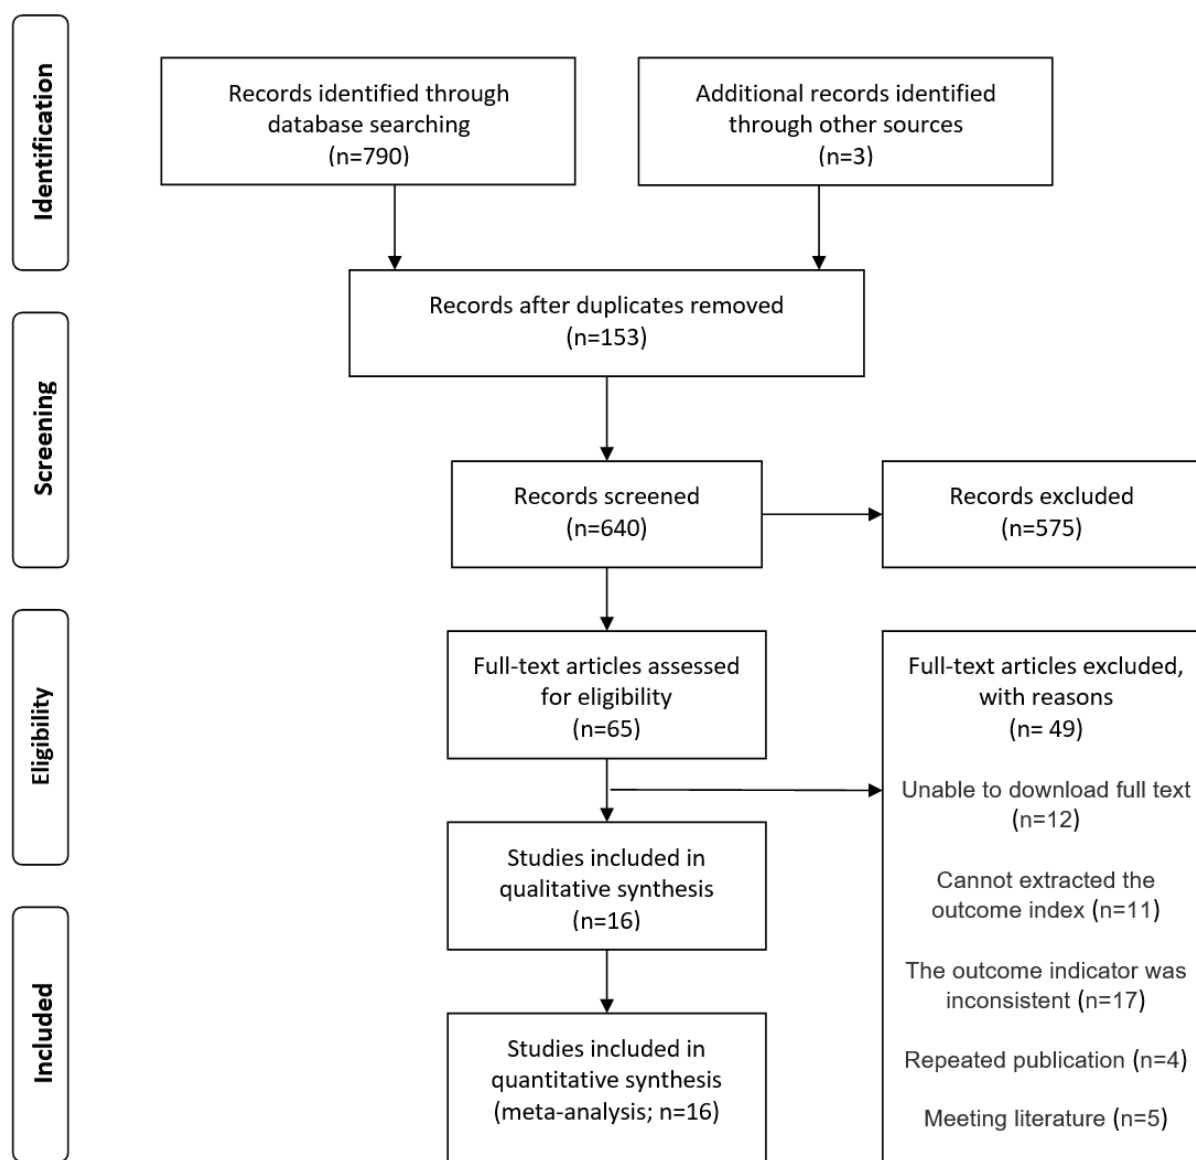 Identification
Records identified through
database searching
(n=790)
Additional records identified
through other sources
(n=3)
Records after duplicates removed
(n=153)
Screening
Records screened
(n=640)
Records excluded
(n=575)
Eligibility
Full-text articles assessed
for eligibility
(n=65)
Full-text articles excluded,
with reasons
(n= 49)
Unable to download full text
(n=12)
Cannot extracted the
outcome index (n=11)
The outcome indicator was
inconsistent (n=17)
Repeated publication (n=4)
Meeting literature (n=5)
Studies included in
qualitative synthesis
(n=16)
Included
Studies included in
quantitative synthesis
(meta-analysis; n=16)